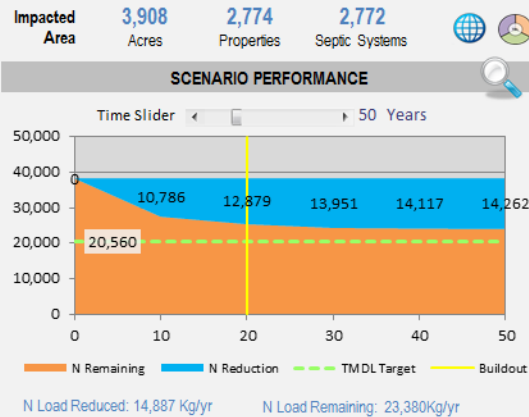 Impacted Area 3,908 2,774 2,772
Acres Properties Septic Systems
SCENARIO PERFORMANCE
Time Slider 50 Years
50,000
40,000
30,000
20,000
10,000
0
0 10,786 12,879 13,951 14,117 14,262
20,560
0 10 20 30 40 50
N Remaining N Reduction TMDL Target Buildout
N Load Reduced: 14,887 Kg/yr N Load Remaining: 23,380Kg/yr